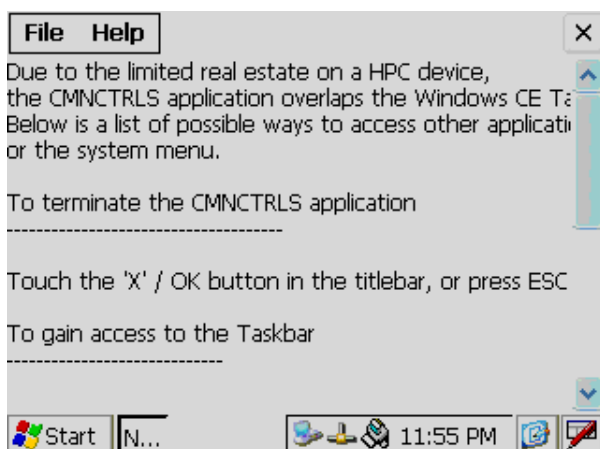 File Help
Due to the limited real estate on a HPC device,
the CMNCTRLS application overlaps the Windows CE Ta
Below is a list of possible ways to access other applicati
or the system menu.
To terminate the CMNCTRLS application
-------------------------------------
Touch the 'X' / OK button in the titlebar, or press ESC
To gain access to the Taskbar
-----------------------------
Start N... 11:55 PM